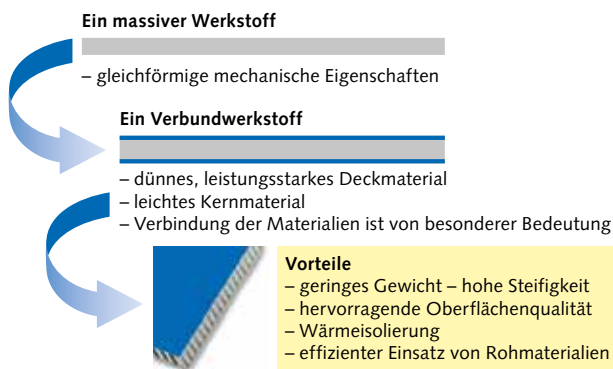 Ein massiver Werkstoff
– gleichförmige mechanische Eigenschaften
Ein Verbundwerkstoff
– dünnes, leistungsstarkes Deckmaterial
– leichtes Kernmaterial
– Verbindung der Materialien ist von besonderer Bedeutung
Vorteile
– geringes Gewicht – hohe Steifigkeit
– hervorragende Oberflächenqualität
– Wärmeisolierung
– effizienter Einsatz von Rohmaterialien